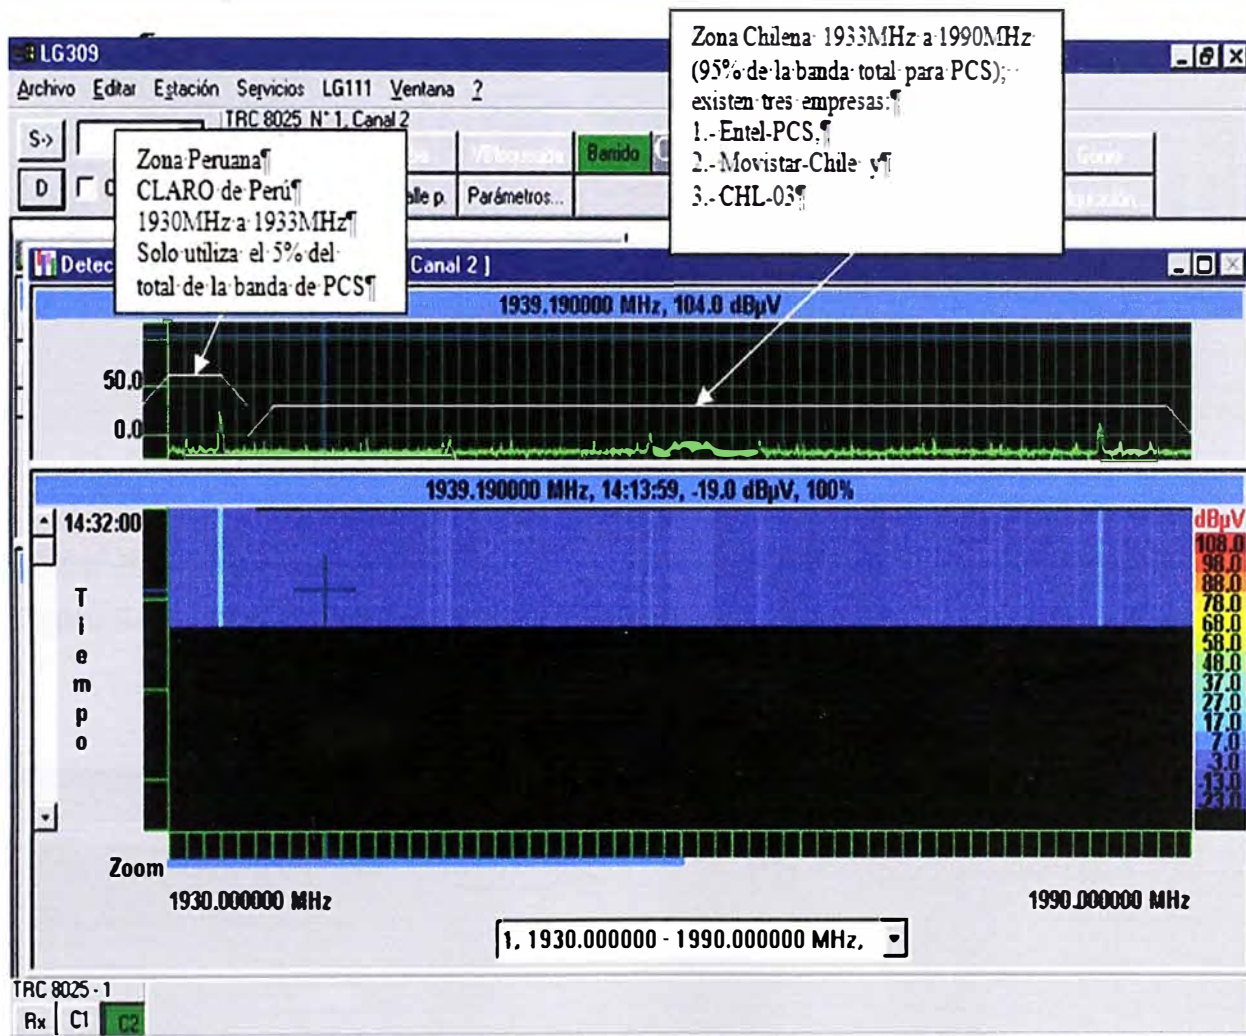 LG309
Archivo Editar Estación Servicios LG111 Ventana ?
S->
TRC 8025 N° 1, Canal 2
Barrido
D
Parámetros...
Zona Peruana¶
CLARO de Perú¶
1930MHz a 1933MHz¶
Solo utiliza el 5% del
total de la banda de PCS¶
Zona Chilena 1933MHz a 1990MHz
(95% de la banda total para PCS);
existen tres empresas:¶
1.- Entel-PCS,¶
2.- Movistar-Chile y¶
3.- CHL-03¶
Detec
Canal 2 ]
1939.190000 MHz, 104.0 dBµV
50.0
0.0
1939.190000 MHz, 14:13:59, -19.0 dBµV, 100%
14:32:00
Tiempo
dBµV
108.0
98.0
88.0
78.0
68.0
58.0
48.0
37.0
27.0
17.0
7.0
-3.0
-13.0
-23.0
Zoom
1930.000000 MHz
1990.000000 MHz
1, 1930.000000 - 1990.000000 MHz,
TRC 8025 - 1
Rx C1 C2